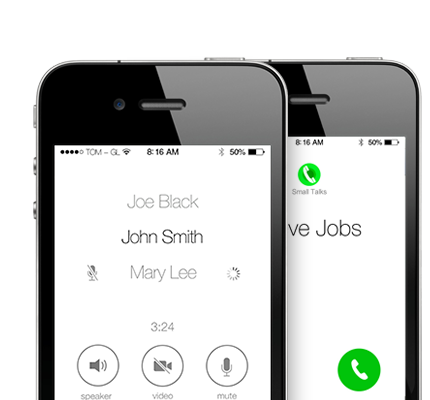 TOM – GL 8:16 AM 50%
Joe Black
John Smith
Mary Lee
3:24
speaker video mute
8:16 AM 50%
Small Talks
ve Jobs